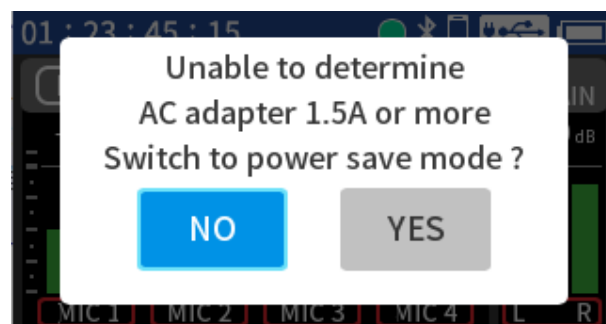 01 : 23 : 45 : 15
Unable to determine
AC adapter 1.5A or more
Switch to power save mode ?
dB
NO
YES
MIC 1
MIC 2
MIC 3
MIC 4
L
R